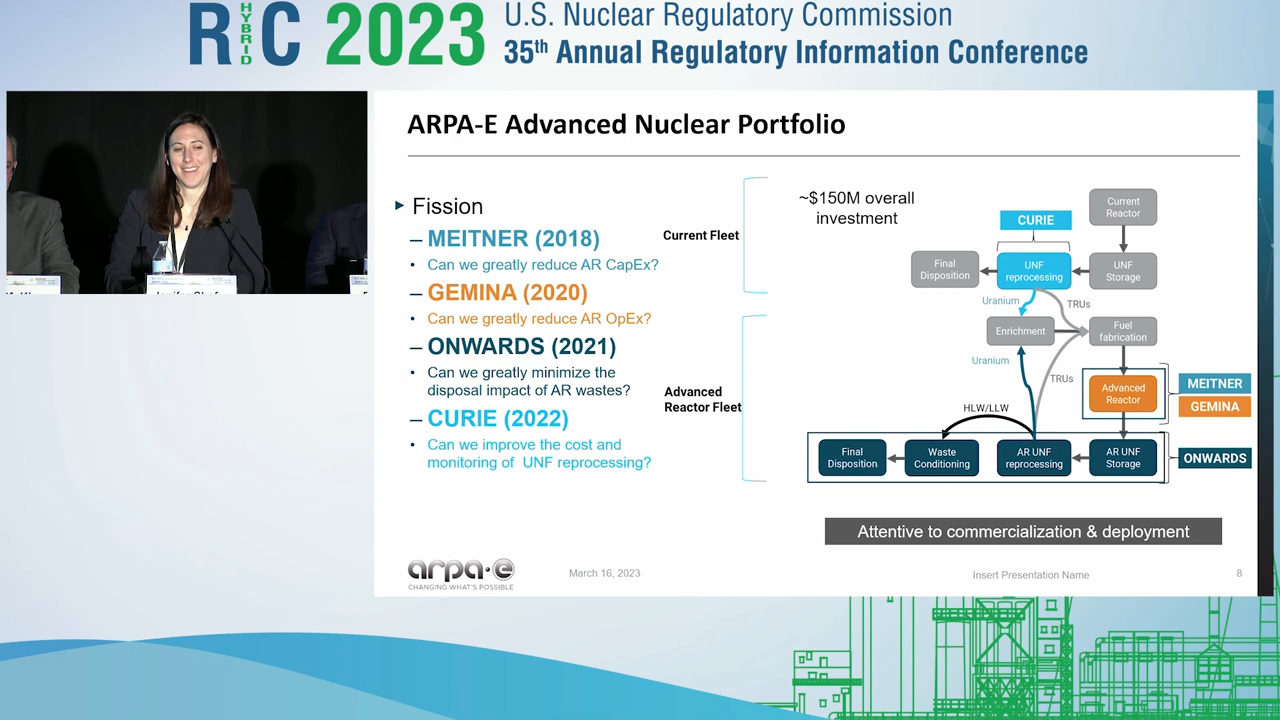 RIC HYBRID 2023
U.S. Nuclear Regulatory Commission
35th Annual Regulatory Information Conference
ARPA-E Advanced Nuclear Portfolio
Fission
– MEITNER (2018)
• Can we greatly reduce AR CapEx?
– GEMINA (2020)
• Can we greatly reduce AR OpEx?
– ONWARDS (2021)
• Can we greatly minimize the
disposal impact of AR wastes?
– CURIE (2022)
• Can we improve the cost and
monitoring of UNF reprocessing?
Current Fleet
Advanced
Reactor Fleet
~$150M overall
investment
CURIE
Current
Reactor
Final
Disposition
UNF
reprocessing
UNF
Storage
Uranium
TRUs
Enrichment
Fuel
fabrication
Uranium
TRUs
Advanced
Reactor
MEITNER
GEMINA
HLW/LLW
Final
Disposition
Waste
Conditioning
AR UNF
reprocessing
AR UNF
Storage
ONWARDS
Attentive to commercialization & deployment
arpa·e
CHANGING WHAT'S POSSIBLE
March 16, 2023
Insert Presentation Name
8